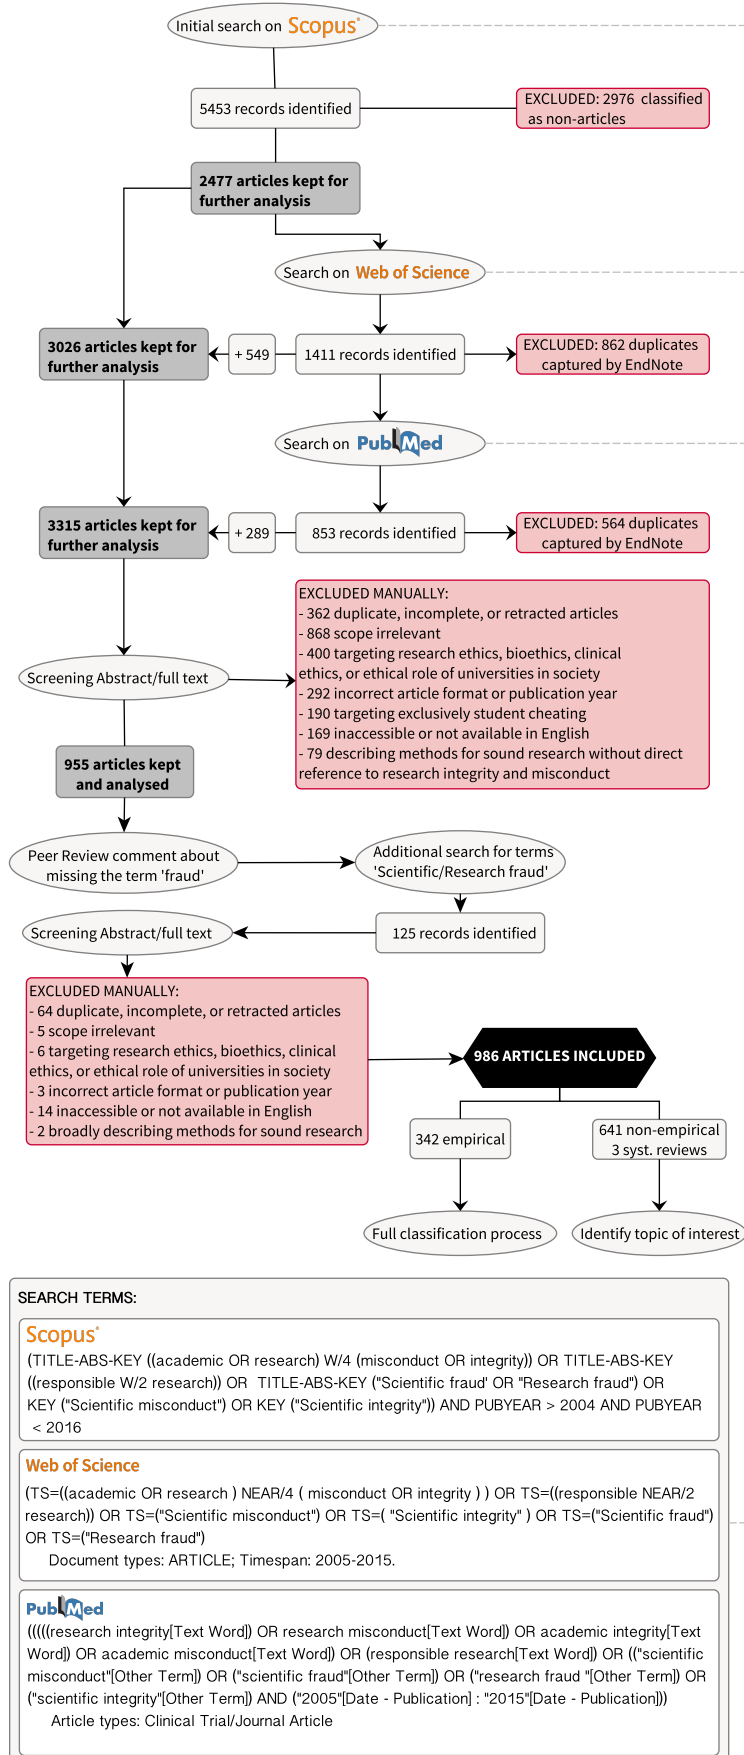 Initial search on Scopus®
5453 records identified
EXCLUDED: 2976 classified
as non-articles
2477 articles kept for
further analysis
Search on Web of Science
3026 articles kept for
further analysis
+ 549
1411 records identified
EXCLUDED: 862 duplicates
captured by EndNote
Search on PubMed
3315 articles kept for
further analysis
+ 289
853 records identified
EXCLUDED: 564 duplicates
captured by EndNote
Screening Abstract/full text
EXCLUDED MANUALLY:
- 362 duplicate, incomplete, or retracted articles
- 868 scope irrelevant
- 400 targeting research ethics, bioethics, clinical
ethics, or ethical role of universities in society
- 292 incorrect article format or publication year
- 190 targeting exclusively student cheating
- 169 inaccessible or not available in English
- 79 describing methods for sound research without direct
reference to research integrity and misconduct
955 articles kept
and analysed
Peer Review comment about
missing the term 'fraud'
Additional search for terms
'Scientific/Research fraud'
Screening Abstract/full text
125 records identified
EXCLUDED MANUALLY:
- 64 duplicate, incomplete, or retracted articles
- 5 scope irrelevant
- 6 targeting research ethics, bioethics, clinical
ethics, or ethical role of universities in society
- 3 incorrect article format or publication year
- 14 inaccessible or not available in English
- 2 broadly describing methods for sound research
986 ARTICLES INCLUDED
342 empirical
641 non-empirical
3 syst. reviews
Full classification process
Identify topic of interest
SEARCH TERMS:
Scopus®
(TITLE-ABS-KEY ((academic OR research) W/4 (misconduct OR integrity)) OR TITLE-ABS-KEY
((responsible W/2 research)) OR TITLE-ABS-KEY ("Scientific fraud' OR "Research fraud") OR
KEY ("Scientific misconduct") OR KEY ("Scientific integrity")) AND PUBYEAR > 2004 AND PUBYEAR
< 2016
Web of Science
(TS=((academic OR research ) NEAR/4 ( misconduct OR integrity ) ) OR TS=((responsible NEAR/2
research)) OR TS=("Scientific misconduct") OR TS=( "Scientific integrity" ) OR TS=("Scientific fraud")
OR TS=("Research fraud")
Document types: ARTICLE; Timespan: 2005-2015.
PubMed
(((((research integrity[Text Word]) OR research misconduct[Text Word]) OR academic integrity[Text
Word]) OR academic misconduct[Text Word]) OR (responsible research[Text Word]) OR (("scientific
misconduct"[Other Term]) OR ("scientific fraud"[Other Term]) OR ("research fraud "[Other Term]) OR
("scientific integrity"[Other Term]) AND ("2005"[Date - Publication] : "2015"[Date - Publication]))
Article types: Clinical Trial/Journal Article